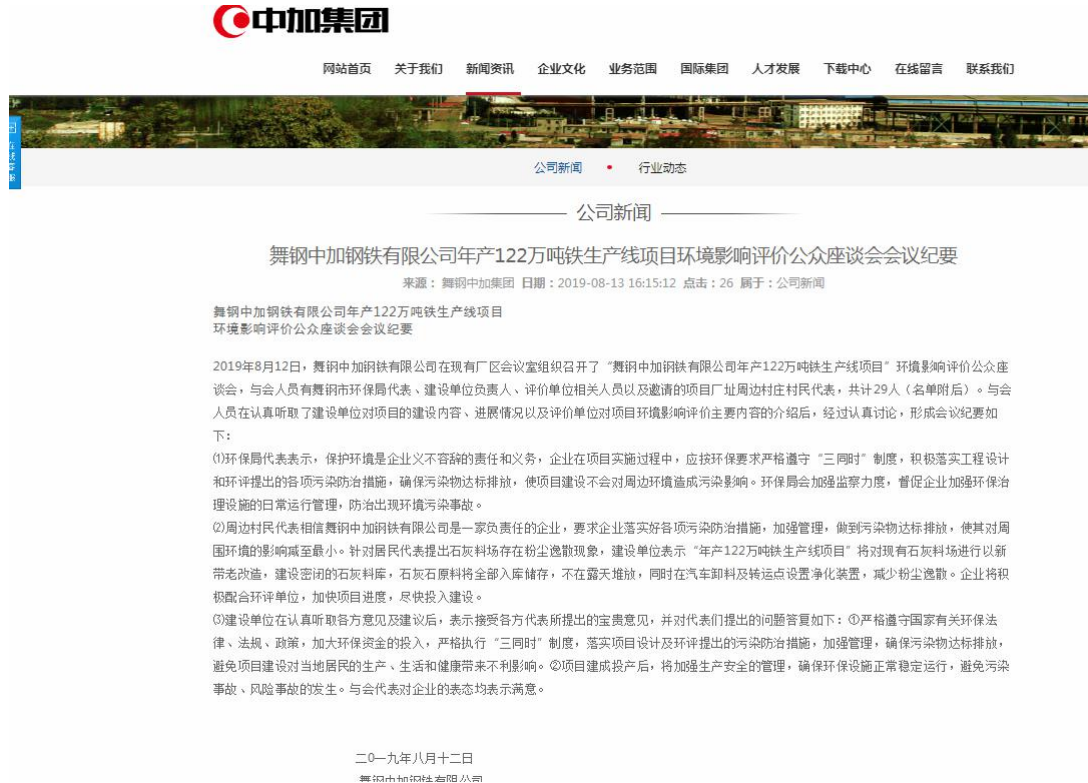 中加集团
网站首页 关于我们 新闻资讯 企业文化 业务范围 国际集团 人才发展 下载中心 在线留言 联系我们
在线客服
公司新闻 • 行业动态
公司新闻
舞钢中加钢铁有限公司年产122万吨铁生产线项目环境影响评价公众座谈会会议纪要
来源：舞钢中加集团 日期：2019-08-13 16:15:12 点击：26 属于：公司新闻
舞钢中加钢铁有限公司年产122万吨铁生产线项目
环境影响评价公众座谈会会议纪要
2019年8月12日，舞钢中加钢铁有限公司在现有厂区会议室组织召开了“舞钢中加钢铁有限公司年产122万吨铁生产线项目”环境影响评价公众座
谈会，与会人员有舞钢市环保局代表、建设单位负责人、评价单位相关人员以及邀请的项目厂址周边村庄村民代表，共计29人（名单附后）。与会
人员在认真听取了建设单位对项目的建设内容、进展情况以及评价单位对项目环境影响评价主要内容的介绍后，经过认真讨论，形成会议纪要如
下：
(1)环保局代表表示，保护环境是企业义不容辞的责任和义务，企业在项目实施过程中，应按环保要求严格遵守“三同时”制度，积极落实工程设计
和环评提出的各项污染防治措施，确保污染物达标排放，使项目建设不会对周边环境造成污染影响。环保局会加强监察力度，督促企业加强环保治
理设施的日常运行管理，防治出现环境污染事故。
(2)周边村民代表相信舞钢中加钢铁有限公司是一家负责任的企业，要求企业落实好各项污染防治措施，加强管理，做到污染物达标排放，使其对周
围环境的影响减至最小。针对居民代表提出石灰料场存在粉尘逸散现象，建设单位表示“年产122万吨铁生产线项目”将对现有石灰料场进行以新
带老改造，建设密闭的石灰料库，石灰石原料将全部入库储存，不在露天堆放，同时在汽车卸料及转运点设置净化装置，减少粉尘逸散。企业将积
极配合环评单位，加快项目进度，尽快投入建设。
(3)建设单位在认真听取各方意见及建议后，表示接受各方代表所提出的宝贵意见，并对代表们提出的问题答复如下：①严格遵守国家有关环保法
律、法规、政策，加大环保资金的投入，严格执行“三同时”制度，落实项目设计及环评提出的污染防治措施，加强管理，确保污染物达标排放，
避免项目建设对当地居民的生产、生活和健康带来不利影响。②项目建成投产后，将加强生产安全的管理，确保环保设施正常稳定运行，避免污染
事故、风险事故的发生。与会代表对企业的表态均表示满意。
二0一九年八月十二日
舞钢中加钢铁有限公司